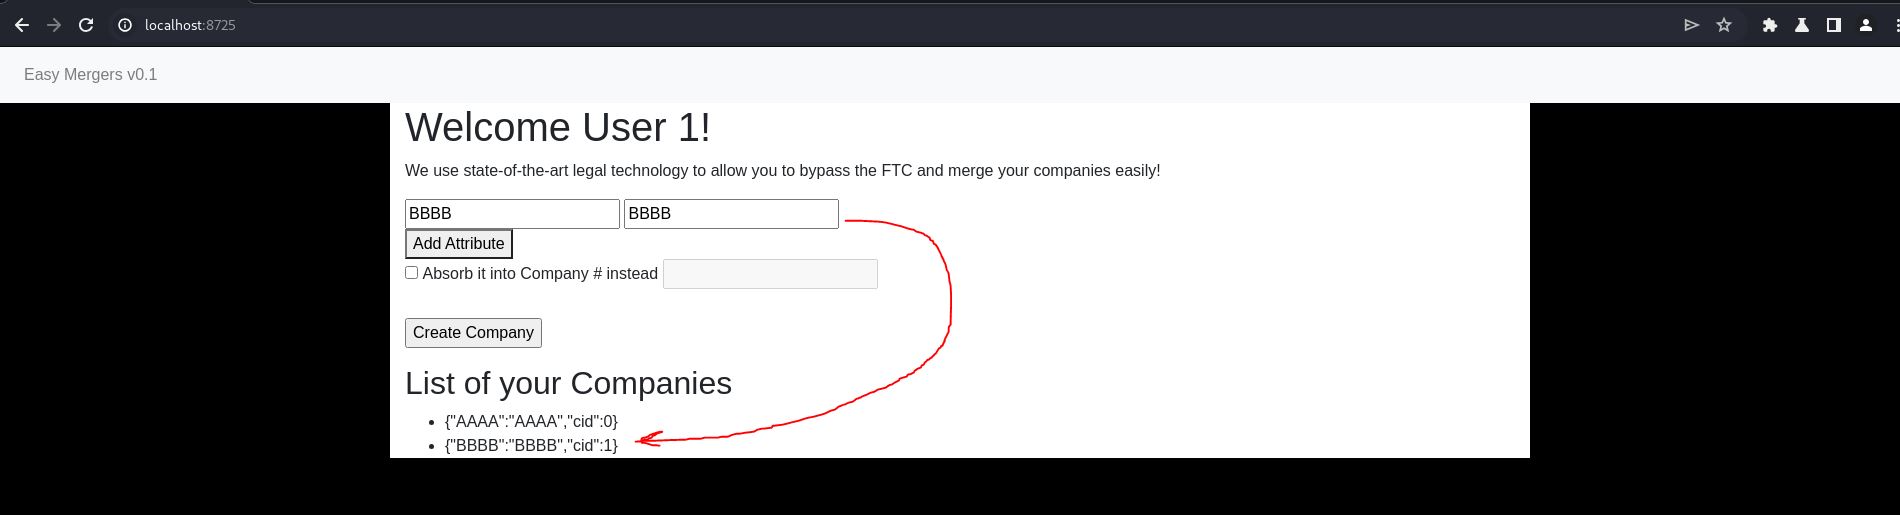 localhost:8725
Easy Mergers v0.1
Welcome User 1!
We use state-of-the-art legal technology to allow you to bypass the FTC and merge your companies easily!
BBBB BBBB
Add Attribute
Absorb it into Company # instead
Create Company
List of your Companies
{"AAAA":"AAAA","cid":0}
{"BBBB":"BBBB","cid":1}